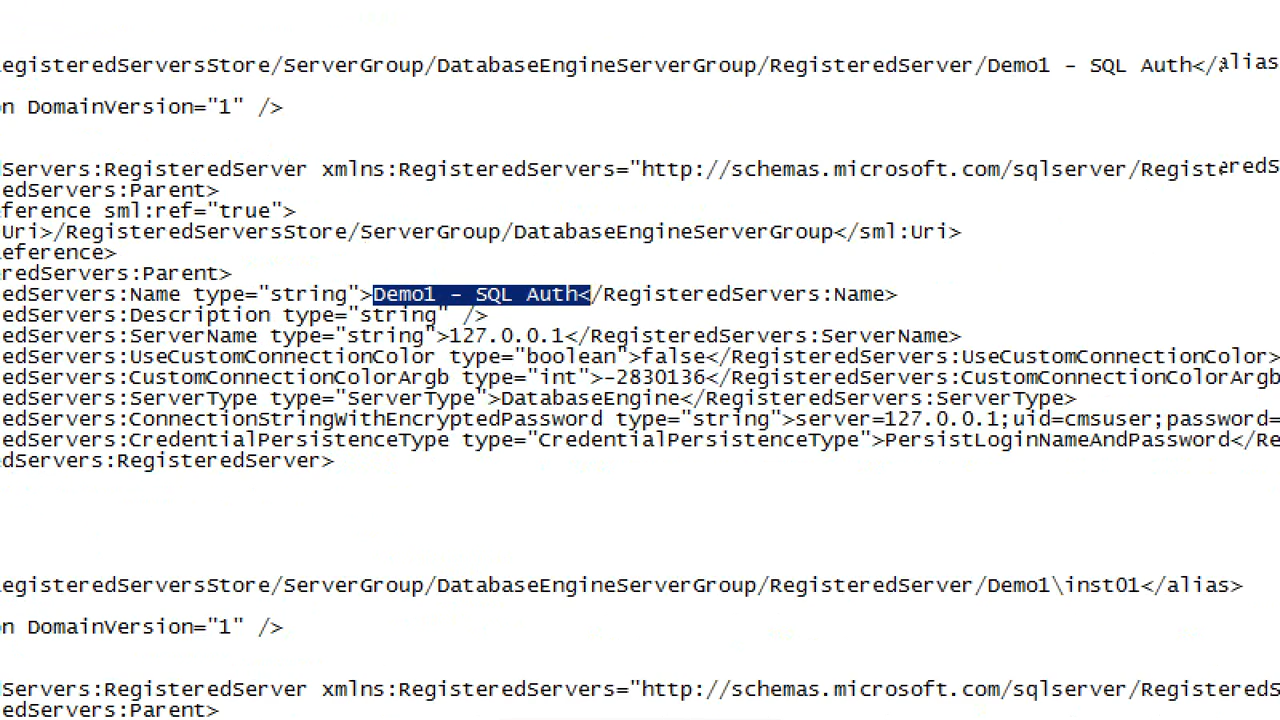 egisteredServersStore/ServerGroup/DatabaseEngineServerGroup/RegisteredServer/Demo1 - SQL Auth</alias
n DomainVersion="1" />
Servers:RegisteredServer xmlns:RegisteredServers="http://schemas.microsoft.com/sqlserver/RegisteredS
edServers:Parent>
ference sml:ref="true">
Uri>/RegisteredServersStore/ServerGroup/DatabaseEngineServerGroup</sml:Uri>
eference>
eredServers:Parent>
edServers:Name type="string">Demo1 - SQL Auth</RegisteredServers:Name>
edServers:Description type="string" />
edServers:ServerName type="string">127.0.0.1</RegisteredServers:ServerName>
edServers:UseCustomConnectionColor type="boolean">false</RegisteredServers:UseCustomConnectionColor>
edServers:CustomConnectionColorArgb type="int">-2830136</RegisteredServers:CustomConnectionColorArgb
edServers:ServerType type="ServerType">DatabaseEngine</RegisteredServers:ServerType>
edServers:ConnectionStringWithEncryptedPassword type="string">server=127.0.0.1;uid=cmsuser;password=
edServers:CredentialPersistenceType type="CredentialPersistenceType">PersistLoginNameAndPassword</Re
dServers:RegisteredServer>
egisteredServersStore/ServerGroup/DatabaseEngineServerGroup/RegisteredServer/Demo1\inst01</alias>
n DomainVersion="1" />
Servers:RegisteredServer xmlns:RegisteredServers="http://schemas.microsoft.com/sqlserver/RegisteredS
edServers:Parent>